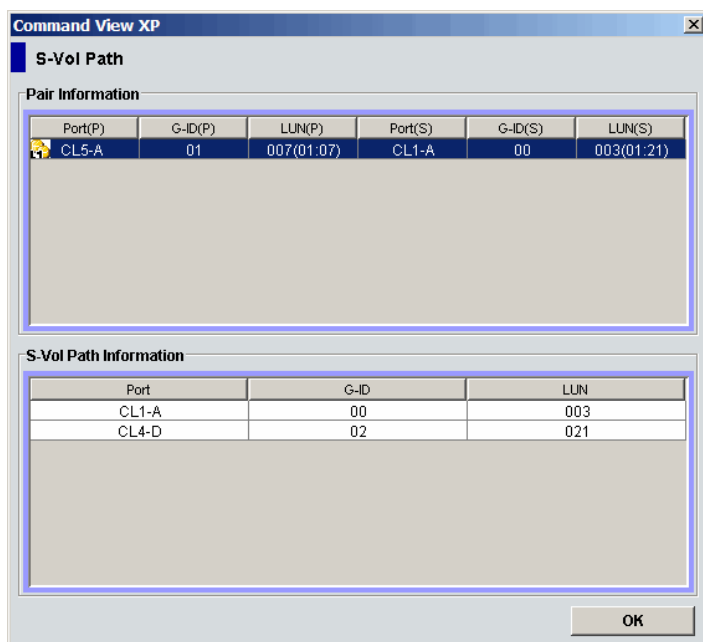 Command View XP
S-Vol Path
Pair Information
Port(P) G-ID(P) LUN(P) Port(S) G-ID(S) LUN(S)
CL5-A 01 007(01:07) CL1-A 00 003(01:21)
S-Vol Path Information
Port G-ID LUN
CL1-A 00 003
CL4-D 02 021
OK